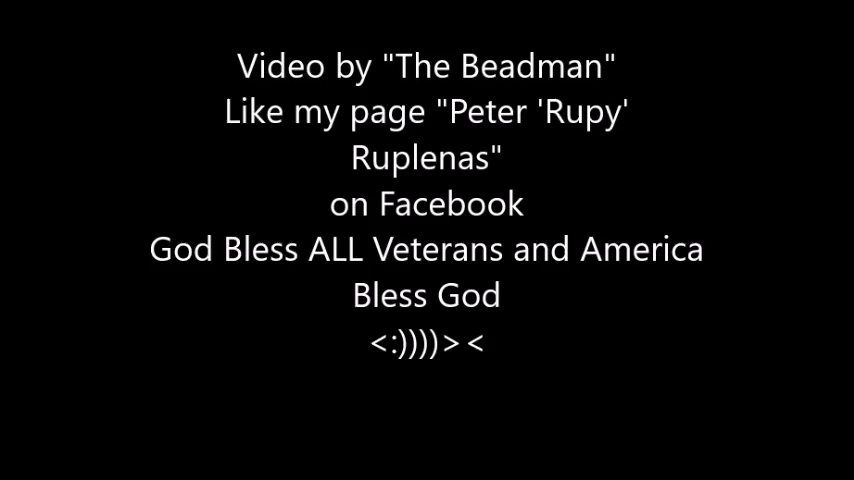 Video by "The Beadman"
Like my page "Peter 'Rupy'
Ruplenas"
on Facebook
God Bless ALL Veterans and America
Bless God
<:))))><